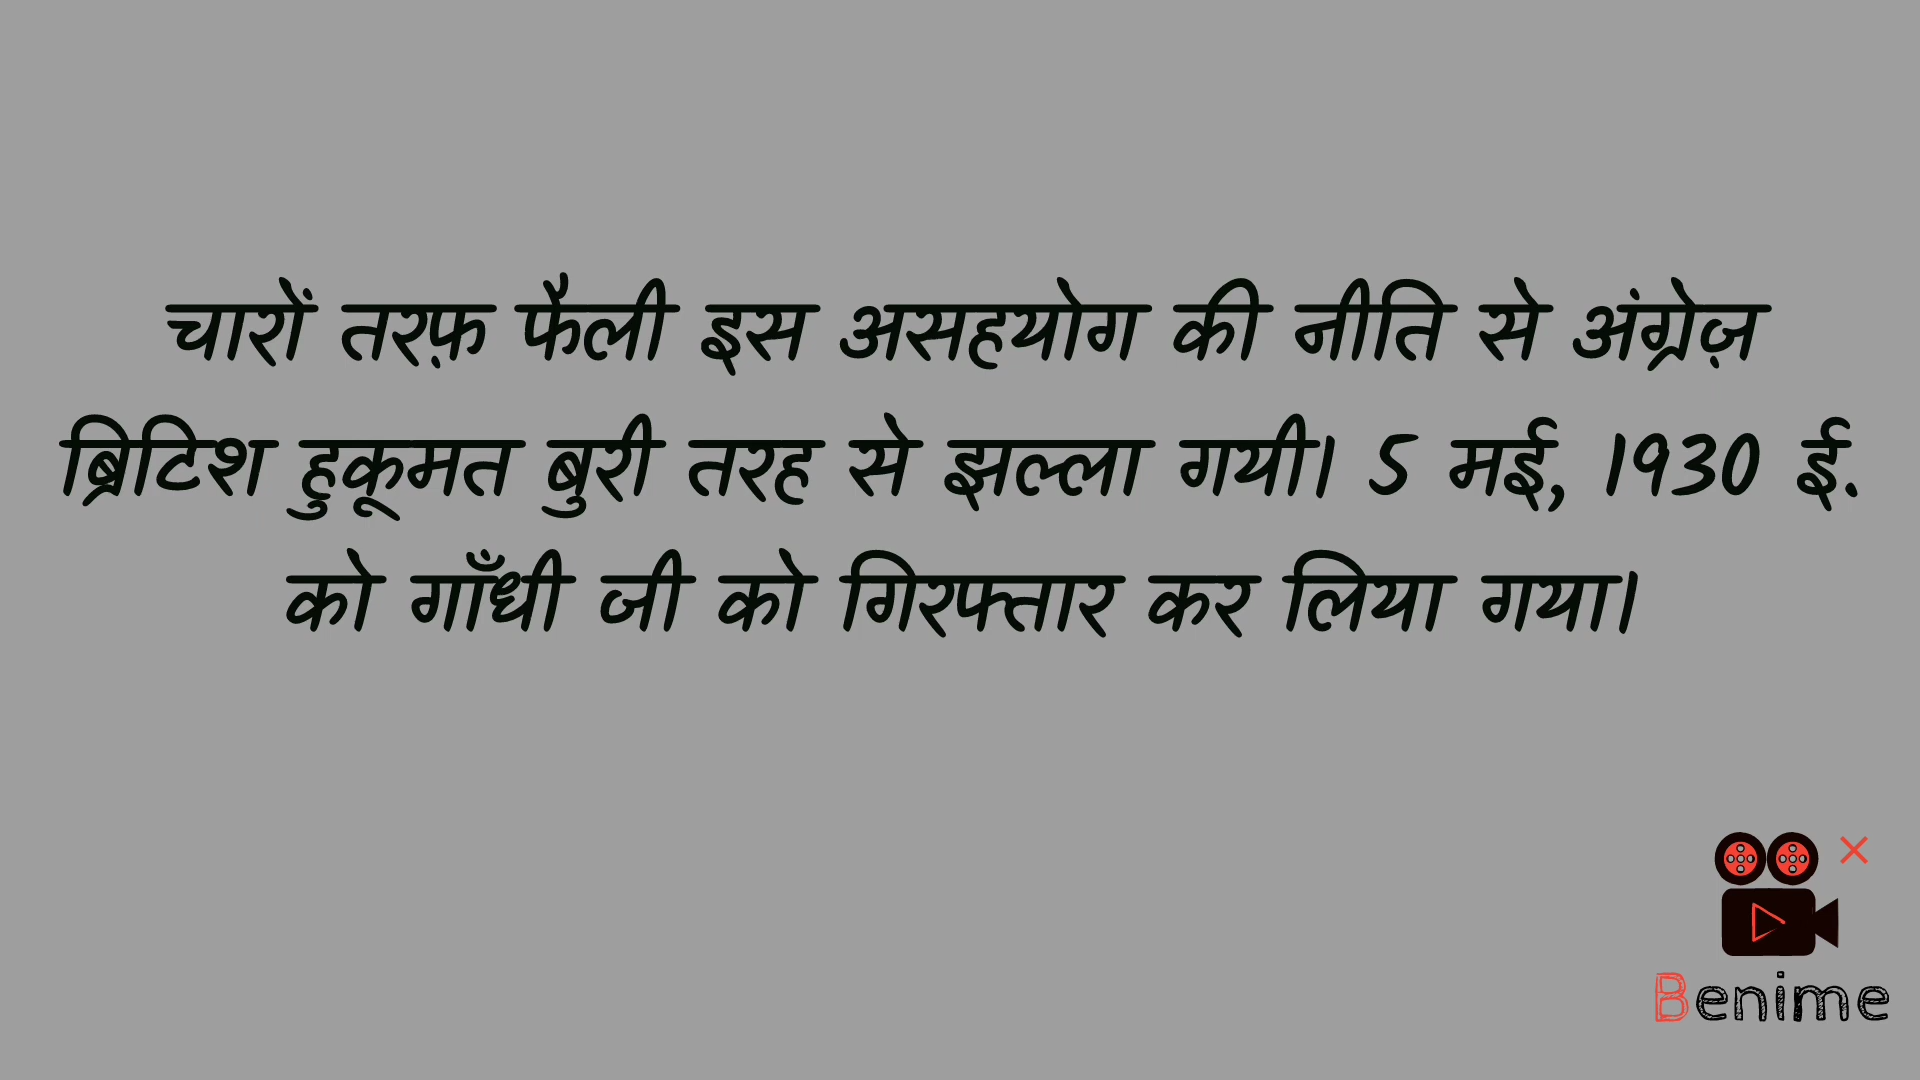 चारों तरफ़ फैली इस असहयोग की नीति से अंग्रेज़
ब्रिटिश हुकूमत बुरी तरह से झल्ला गयी। 5 मई, 1930 ई.
को गाँधी जी को गिरफ्तार कर लिया गया।
Benime